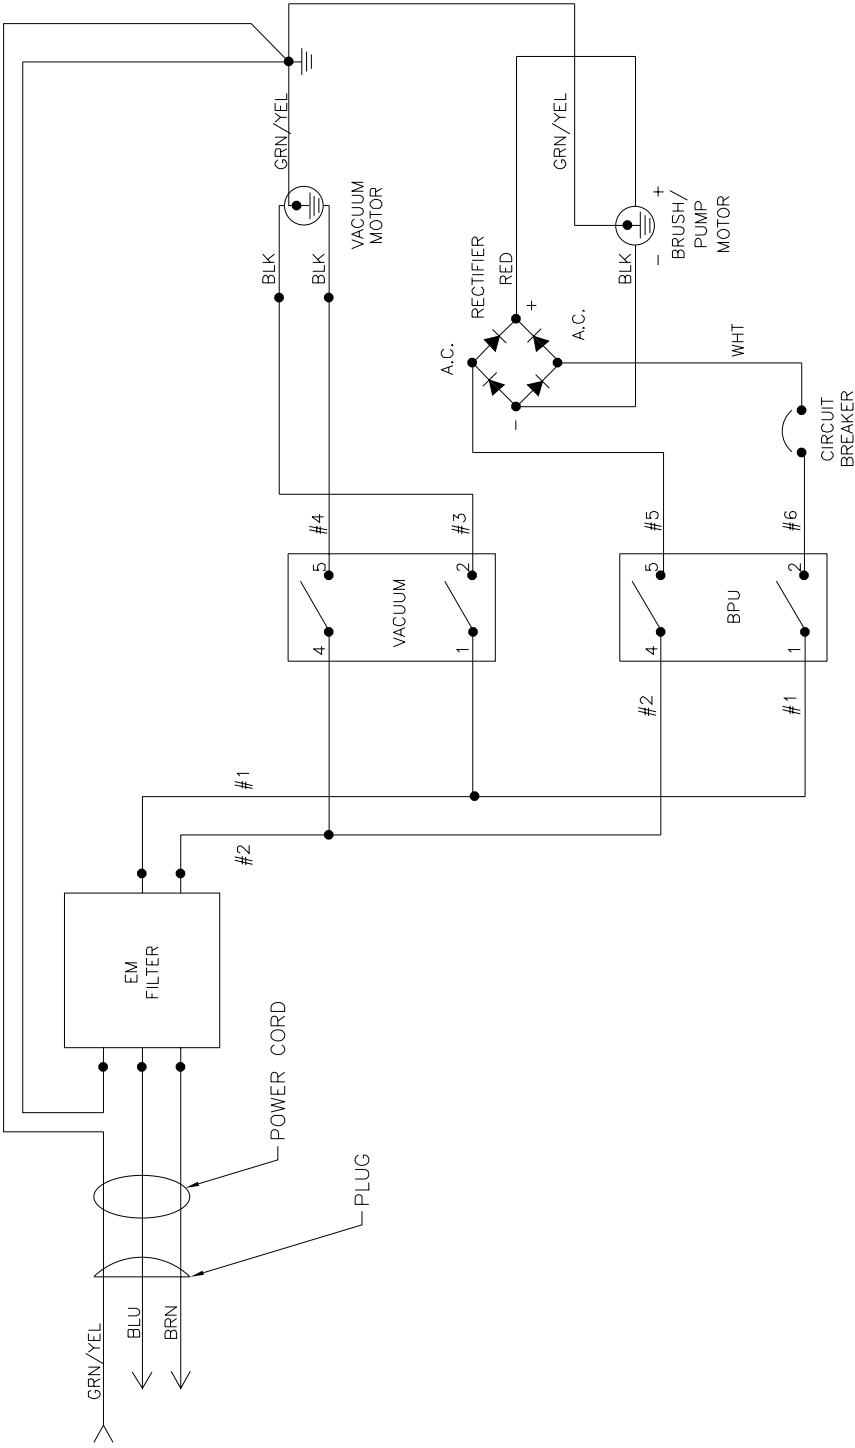 GRN/YEL
BLU
BRN
PLUG
POWER CORD
EM
FILTER
#1
#2
4
5
#4
1
2
#3
VACUUM
BLK
BLK
VACUUM
MOTOR
GRN/YEL
#2
4
5
#5
#1
1
2
#6
BPU
CIRCUIT
BREAKER
WHT
A.C.
A.C.
-
+
RECTIFIER
RED
BLK
GRN/YEL
- +
BRUSH/
PUMP
MOTOR